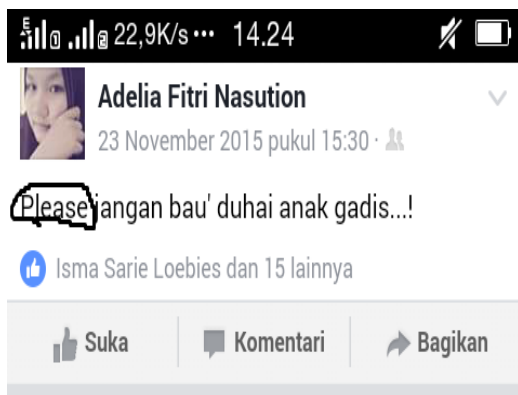 22,9K/s ••• 14.24
Adelia Fitri Nasution
23 November 2015 pukul 15:30 ·
Please jangan bau' duhai anak gadis...!
Isma Sarie Loebies dan 15 lainnya
Suka Komentari Bagikan